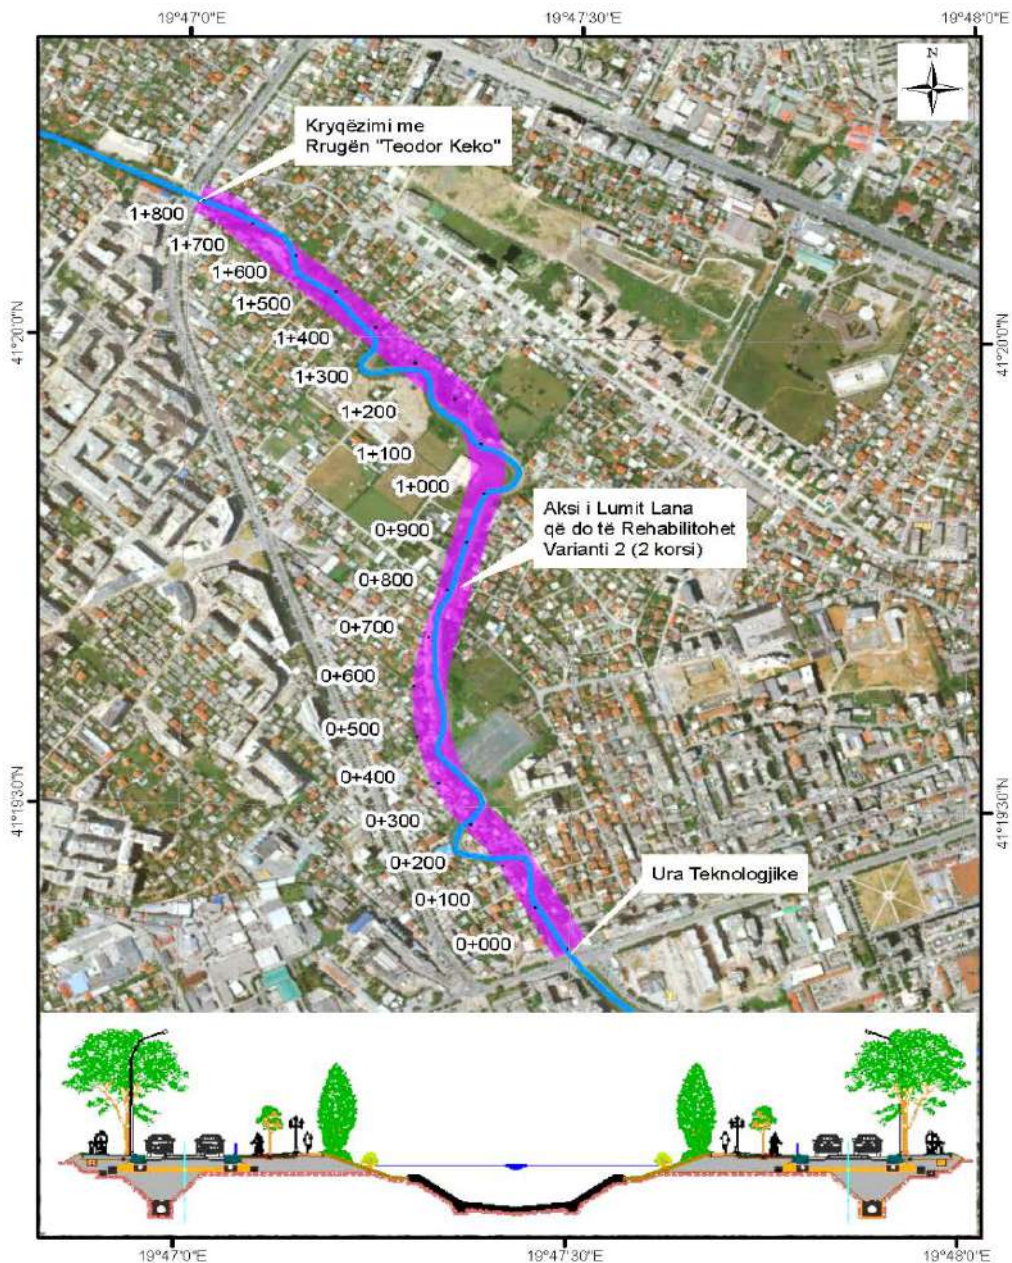 19°47'0"E
19°47'30"E
19°48'0"E
N
Kryqëzimi me
Rrugën "Teodor Keko"
1+800
1+700
1+600
1+500
41°20'0"N
41°20'0"N
1+400
1+300
1+200
1+100
1+000
Aksi i Lumit Lana
që do të Rehabilitohet
Varianti 2 (2 korsi)
0+900
0+800
0+700
0+600
0+500
0+400
41°19'30"N
41°19'30"N
0+300
0+200
Ura Teknologjike
0+100
0+000
19°47'0"E
19°47'30"E
19°48'0"E